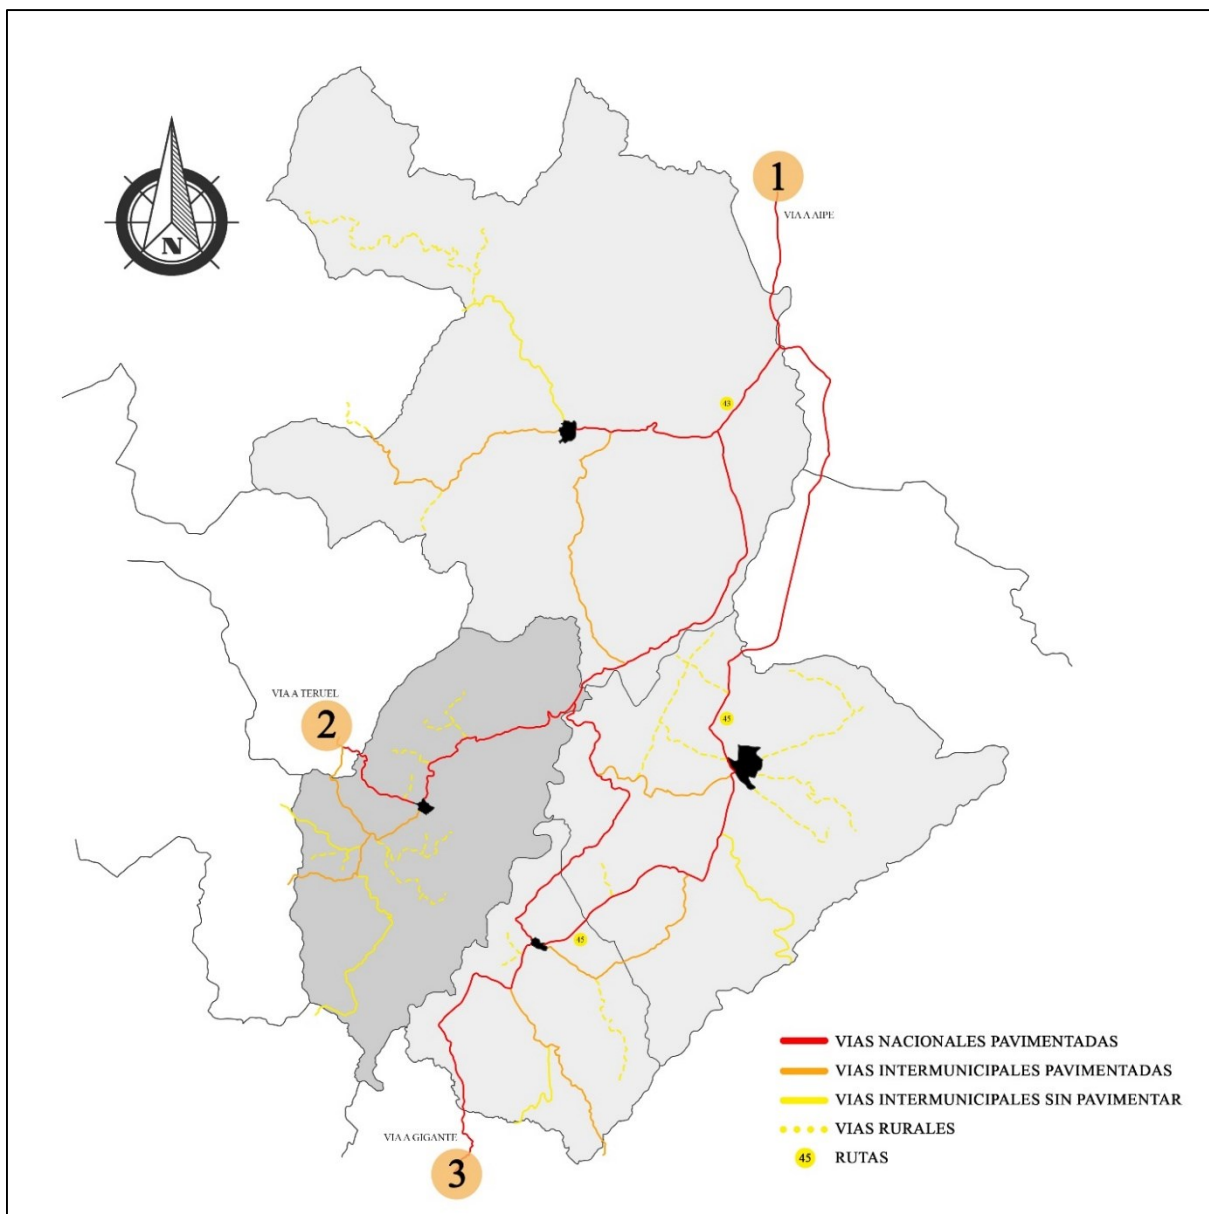 1
VIA A AIPE
N
43
VIA A TERUEL
2
45
45
VIA A GIGANTE
3
VIAS NACIONALES PAVIMENTADAS
VIAS INTERMUNICIPALES PAVIMENTADAS
VIAS INTERMUNICIPALES SIN PAVIMENTAR
VIAS RURALES
45 RUTAS